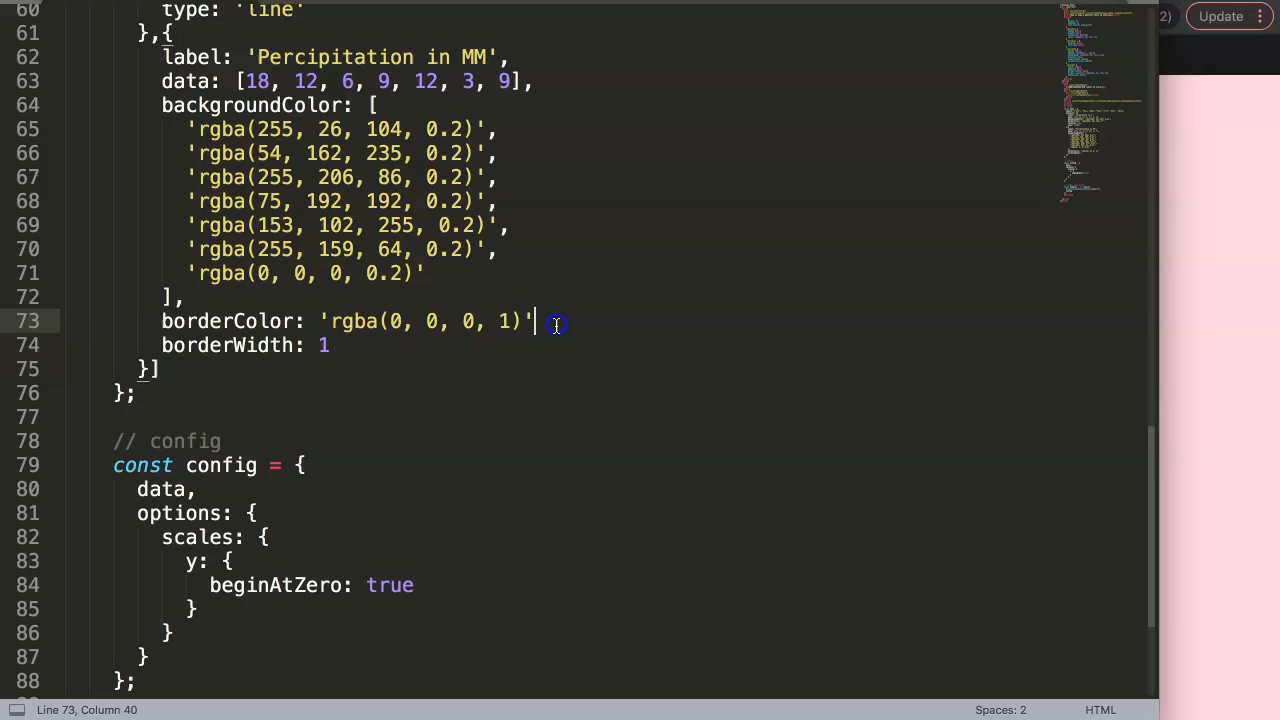 60 type: 'line'
2) Update
61 },{
62 label: 'Percipitation in MM',
63 data: [18, 12, 6, 9, 12, 3, 9],
64 backgroundColor: [
65 'rgba(255, 26, 104, 0.2)',
66 'rgba(54, 162, 235, 0.2)',
67 'rgba(255, 206, 86, 0.2)',
68 'rgba(75, 192, 192, 0.2)',
69 'rgba(153, 102, 255, 0.2)',
70 'rgba(255, 159, 64, 0.2)',
71 'rgba(0, 0, 0, 0.2)'
72 ],
73 borderColor: 'rgba(0, 0, 0, 1)'
74 borderWidth: 1
75 }]
76 };
77
78 // config
79 const config = {
80 data,
81 options: {
82 scales: {
83 y: {
84 beginAtZero: true
85 }
86 }
87 }
88 };
Line 73, Column 40 Spaces: 2 HTML